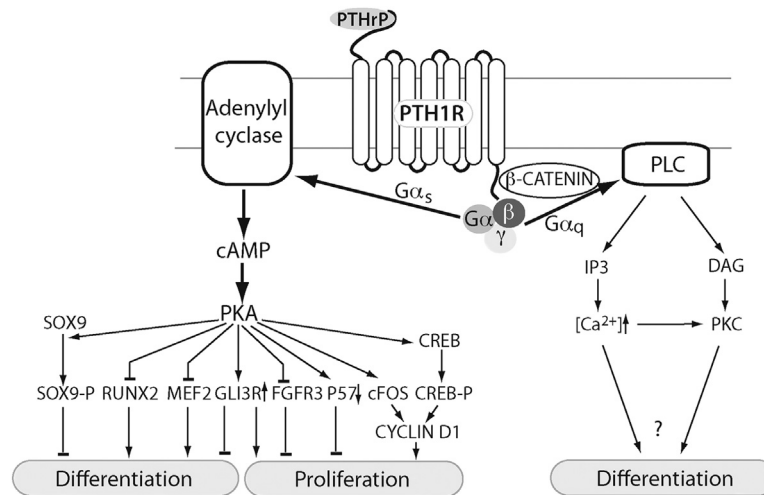 PTHrP
Adenylyl
cyclase
PTH1R
β-CATENIN
PLC
Gαs
Gα
β
γ
Gαq
cAMP
IP3
DAG
PKA
SOX9
CREB
[Ca²⁺]↑
PKC
SOX9-P
RUNX2
MEF2
GLI3R↑
FGFR3
P57↓
cFOS
CREB-P
CYCLIN D1
?
Differentiation
Proliferation
Differentiation